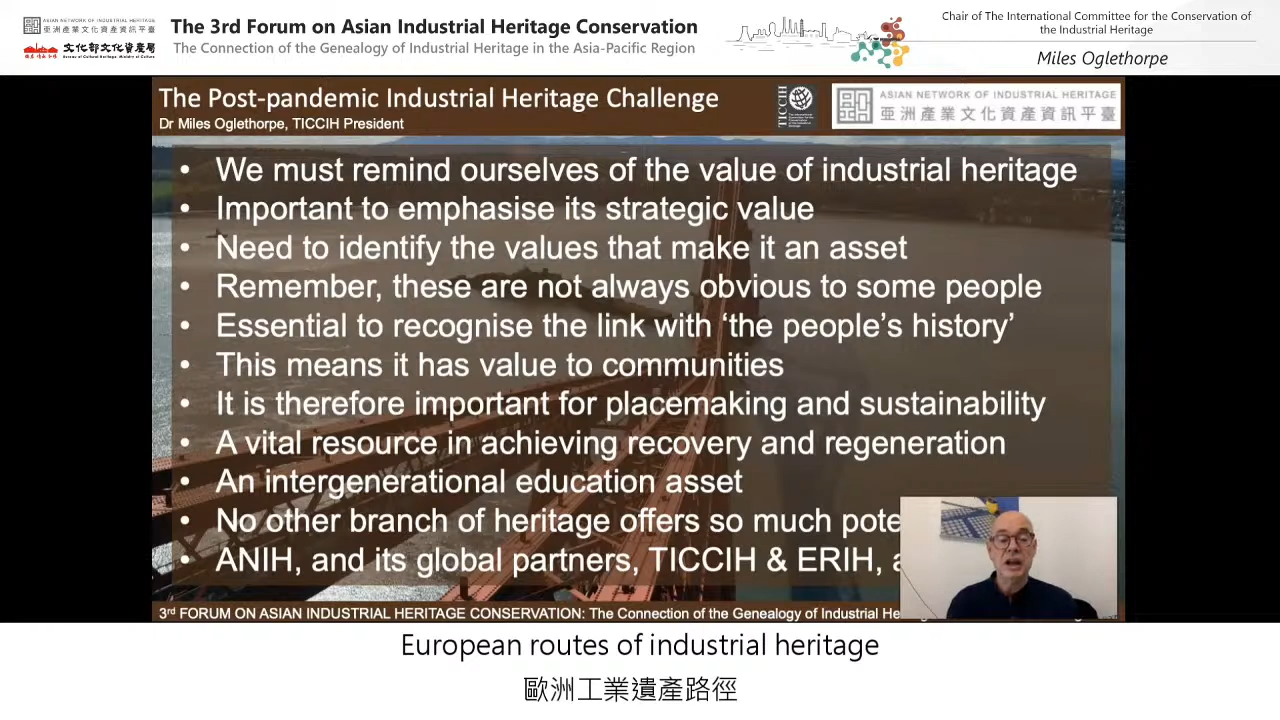 ASIAN NETWORK OF INDUSTRIAL HERITAGE
亞洲產業文化資產資訊平臺
文化部文化資產局
Bureau of Cultural Heritage, Ministry of Culture
The 3rd Forum on Asian Industrial Heritage Conservation
The Connection of the Genealogy of Industrial Heritage in the Asia-Pacific Region
Chair of The International Committee for the Conservation of
the Industrial Heritage
Miles Oglethorpe
The Post-pandemic Industrial Heritage Challenge
Dr Miles Oglethorpe, TICCIH President
TICCIH
ASIAN NETWORK OF INDUSTRIAL HERITAGE
亞洲產業文化資產資訊平臺
• We must remind ourselves of the value of industrial heritage
• Important to emphasise its strategic value
• Need to identify the values that make it an asset
• Remember, these are not always obvious to some people
• Essential to recognise the link with ‘the people’s history’
• This means it has value to communities
• It is therefore important for placemaking and sustainability
• A vital resource in achieving recovery and regeneration
• An intergenerational education asset
• No other branch of heritage offers so much pote
• ANIH, and its global partners, TICCIH & ERIH, a
3rd FORUM ON ASIAN INDUSTRIAL HERITAGE CONSERVATION: The Connection of the Genealogy of Industrial He
European routes of industrial heritage
歐洲工業遺產路徑